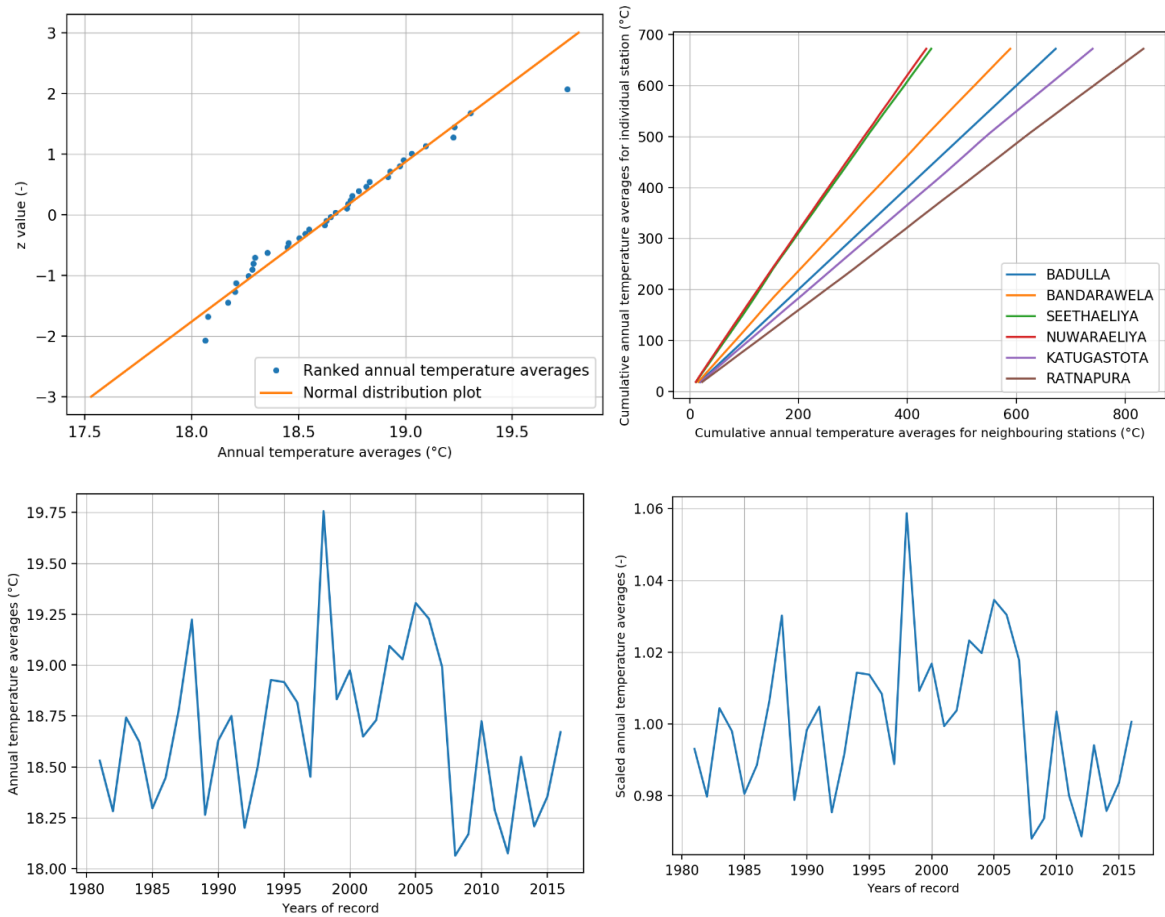 3
2
1
0
−1
−2
−3
z value (-)
17.5 18.0 18.5 19.0 19.5
Annual temperature averages (°C)
Ranked annual temperature averages
Normal distribution plot
700
600
500
400
300
200
100
0
Cumulative annual temperature averages for individual station (°C)
0 200 400 600 800
Cumulative annual temperature averages for neighbouring stations (°C)
BADULLA
BANDARAWELA
SEETHAELIYA
NUWARAELIYA
KATUGASTOTA
RATNAPURA
19.75
19.50
19.25
19.00
18.75
18.50
18.25
18.00
Annual temperature averages (°C)
1980 1985 1990 1995 2000 2005 2010 2015
Years of record
1.06
1.04
1.02
1.00
0.98
Scaled annual temperature averages (-)
1980 1985 1990 1995 2000 2005 2010 2015
Years of record